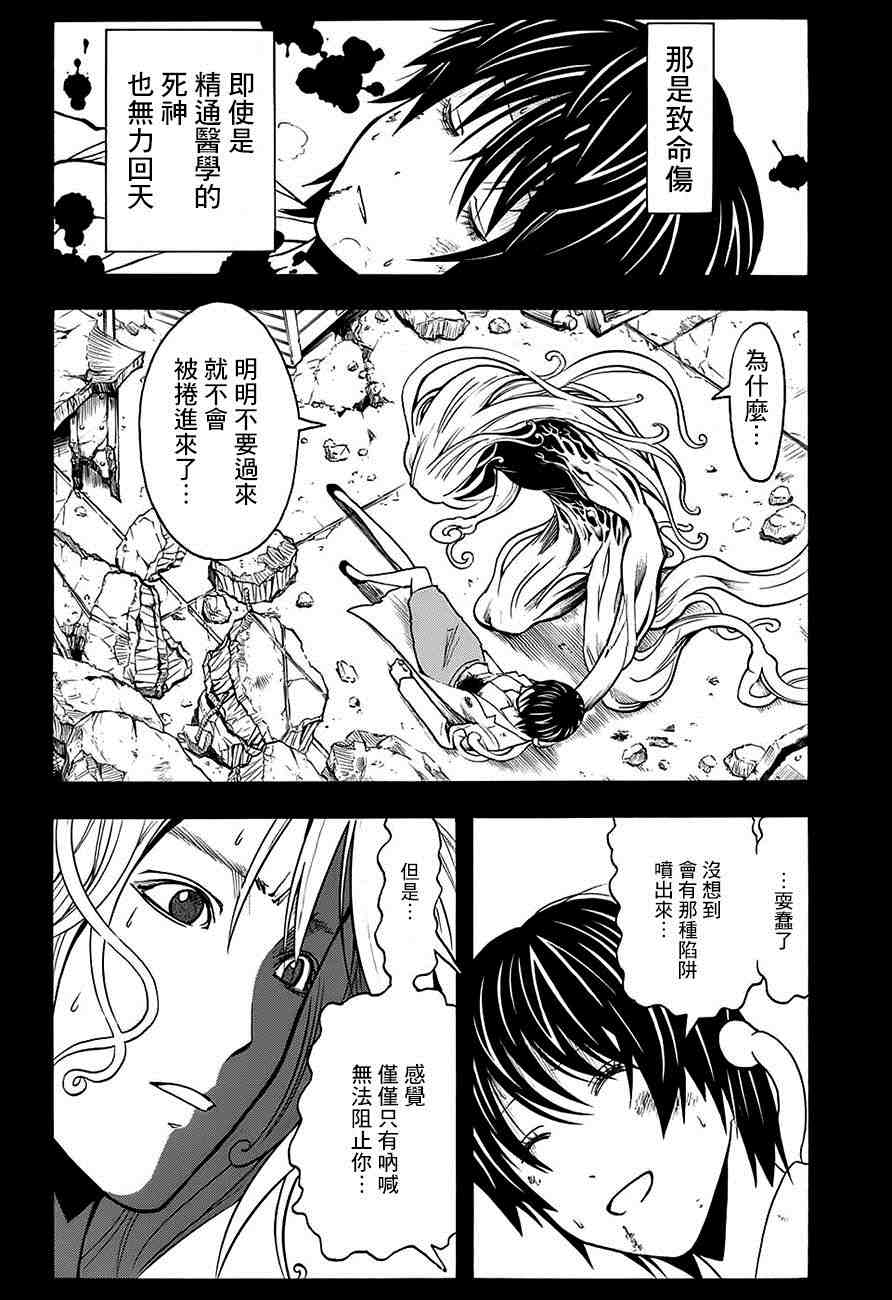 那是致命傷
即使是
精通醫學的
死神
也無力回天
為什麼…
明明不要過來
就不會
被捲進來了…
…耍蠢了
沒想到
會有那種陷阱
噴出來…
但是…
感覺
僅僅只有吶喊
無法阻止你…